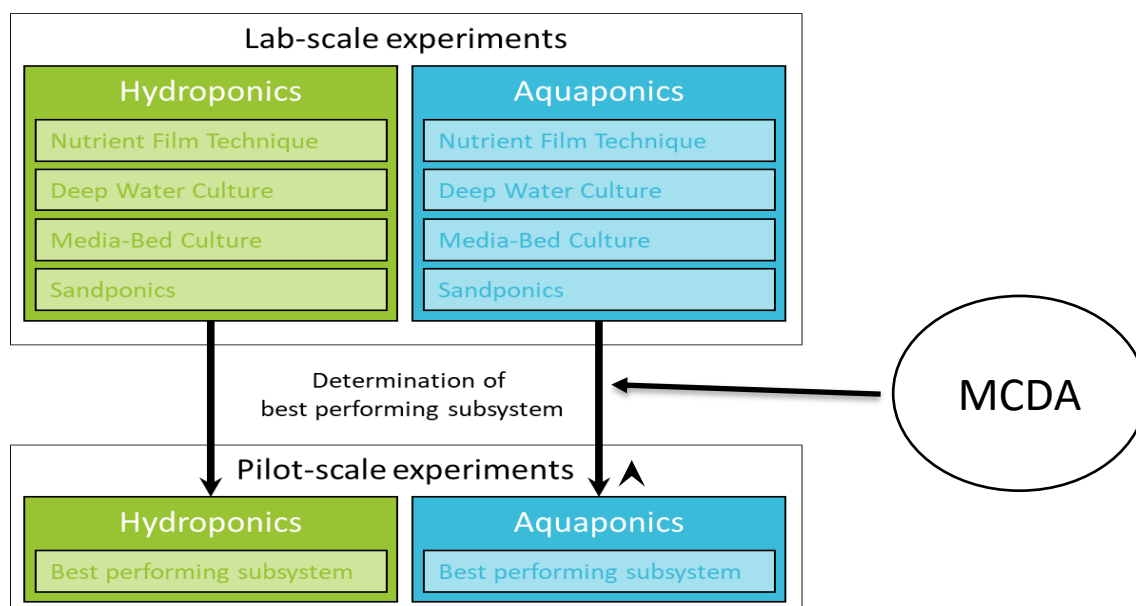 Lab-scale experiments
Hydroponics
Nutrient Film Technique
Deep Water Culture
Media-Bed Culture
Sandponics
Aquaponics
Nutrient Film Technique
Deep Water Culture
Media-Bed Culture
Sandponics
Determination of
best performing subsystem
MCDA
Pilot-scale experiments
Hydroponics
Best performing subsystem
Aquaponics
Best performing subsystem